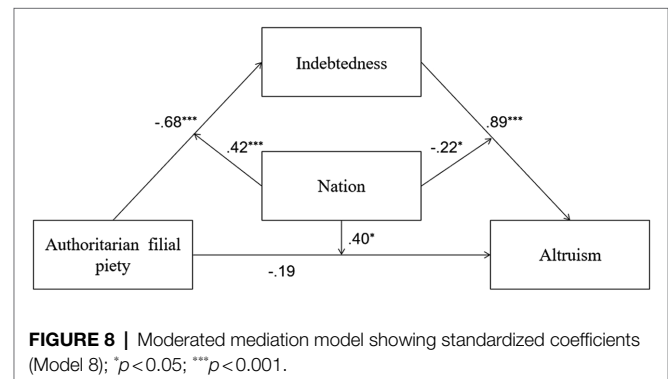 Indebtedness
-.68***
.89***
.42***
-.22*
Nation
Authoritarian filial
piety
.40*
-.19
Altruism
FIGURE 8 | Moderated mediation model showing standardized coefficients
(Model 8); *p<0.05; ***p<0.001.